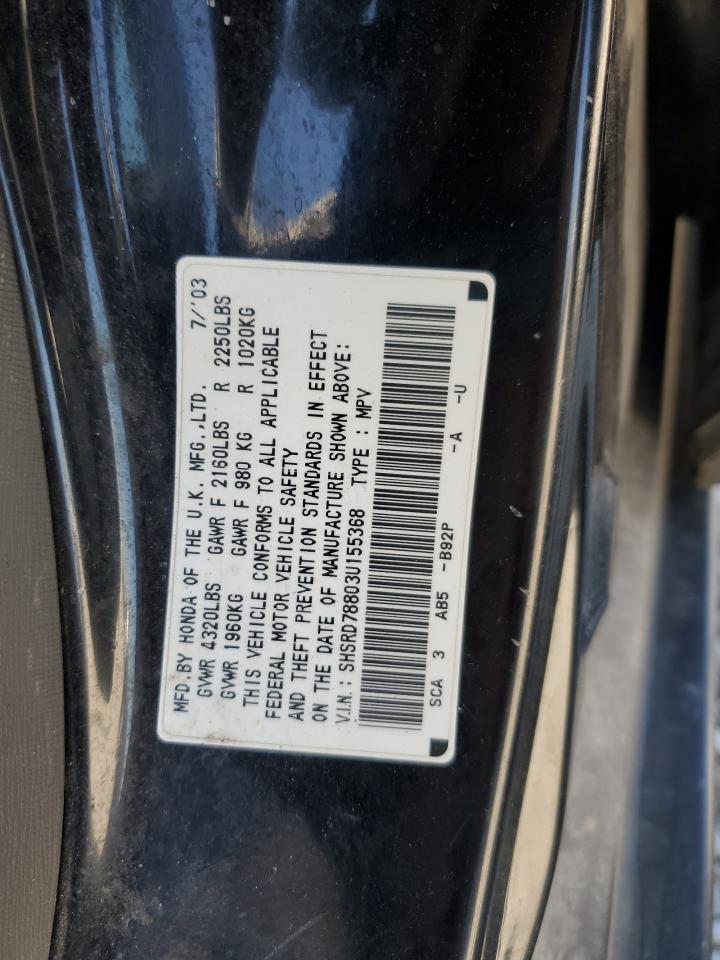 MFD.BY HONDA OF THE U.K. MFG.,LTD. 7/'03
GVWR 4320LBS GAWR F 2160LBS R 2250LBS
GVWR 1960KG GAWR F 980 KG R 1020KG
THIS VEHICLE CONFORMS TO ALL APPLICABLE
FEDERAL MOTOR VEHICLE SAFETY
AND THEFT PREVENTION STANDARDS IN EFFECT
ON THE DATE OF MANUFACTURE SHOWN ABOVE:
V.I.N.: SHSRD78803U155368 TYPE : MPV
SCA 3 AB5 -B92P -A -U